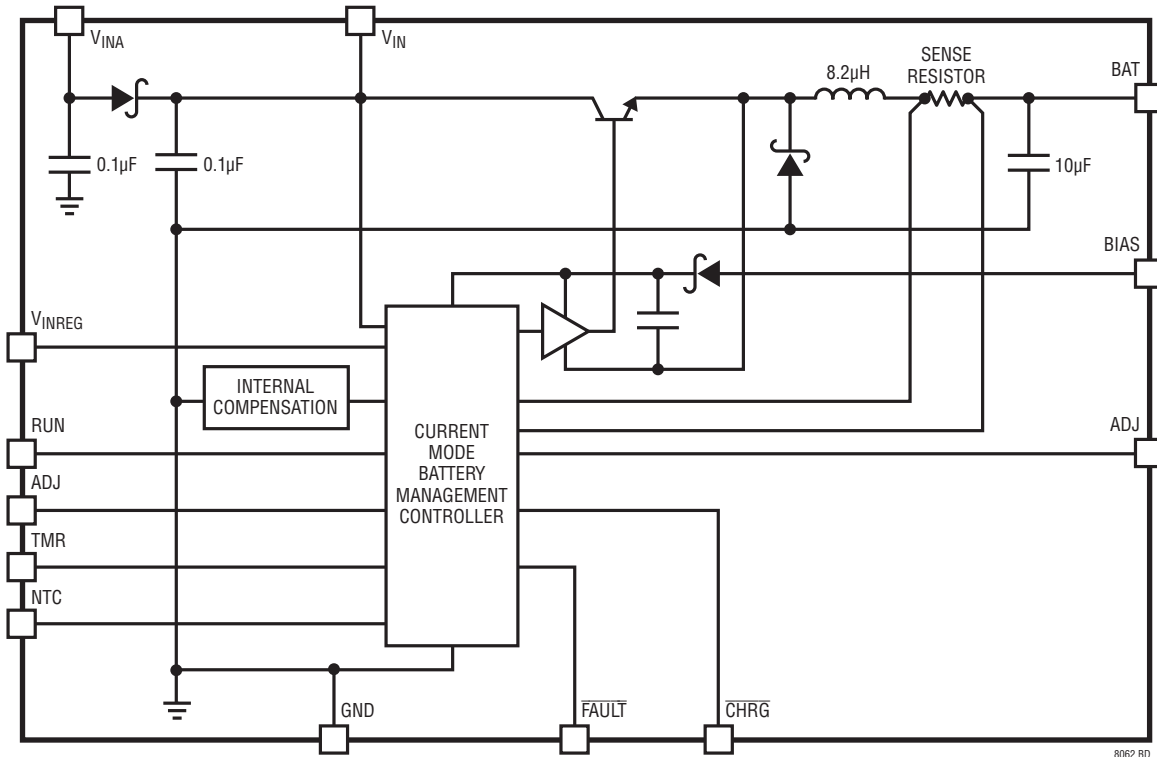 VINA
VIN
8.2µH
SENSE
RESISTOR
BAT
0.1µF
0.1µF
10µF
BIAS
VINREG
INTERNAL
COMPENSATION
RUN
CURRENT
MODE
BATTERY
MANAGEMENT
CONTROLLER
ADJ
ADJ
TMR
NTC
GND
FAULT
CHRG
8062 BD